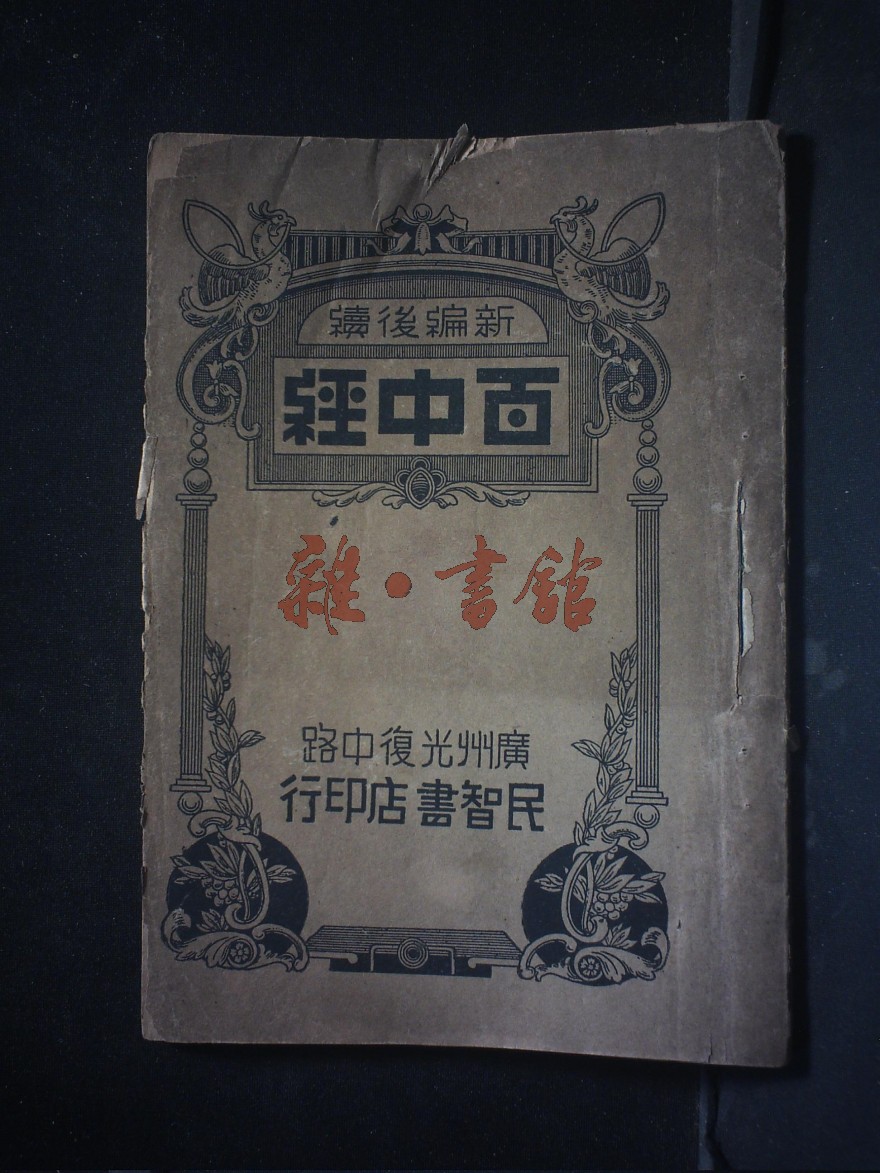 新編後續
百中經
雜·書館
廣州光復中路
民智書店印行